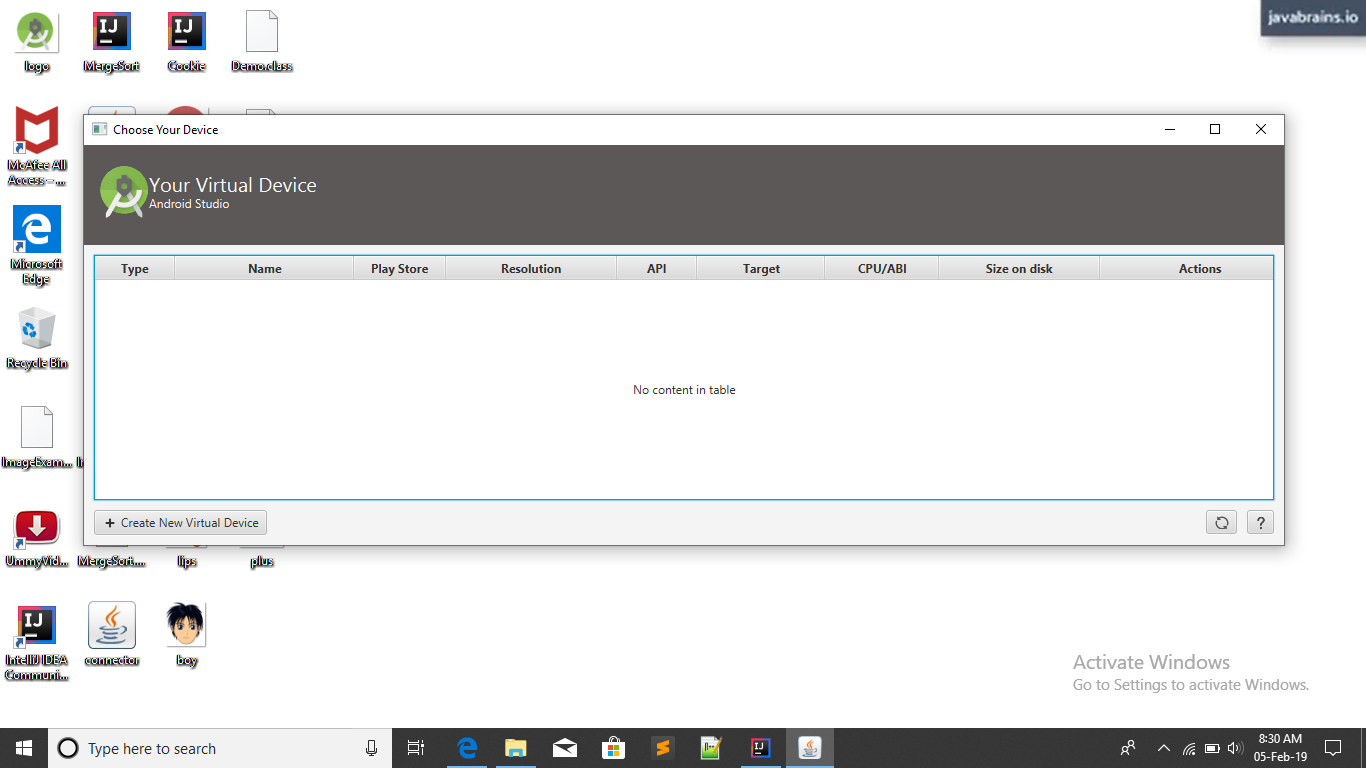 javabrains.io
logo
MergeSort
Cookie
Demo.class
McAfee All
Access – ...
Microsoft
Edge
Recycle Bin
ImageExam...
UmmyVid...
MergeSort....
lips
plus
IntelliJ IDEA
Communi...
connector
boy
Choose Your Device
Your Virtual Device
Android Studio
Type Name Play Store Resolution API Target CPU/ABI Size on disk Actions
No content in table
+ Create New Virtual Device
?
Activate Windows
Go to Settings to activate Windows.
Type here to search
8:30 AM
05-Feb-19